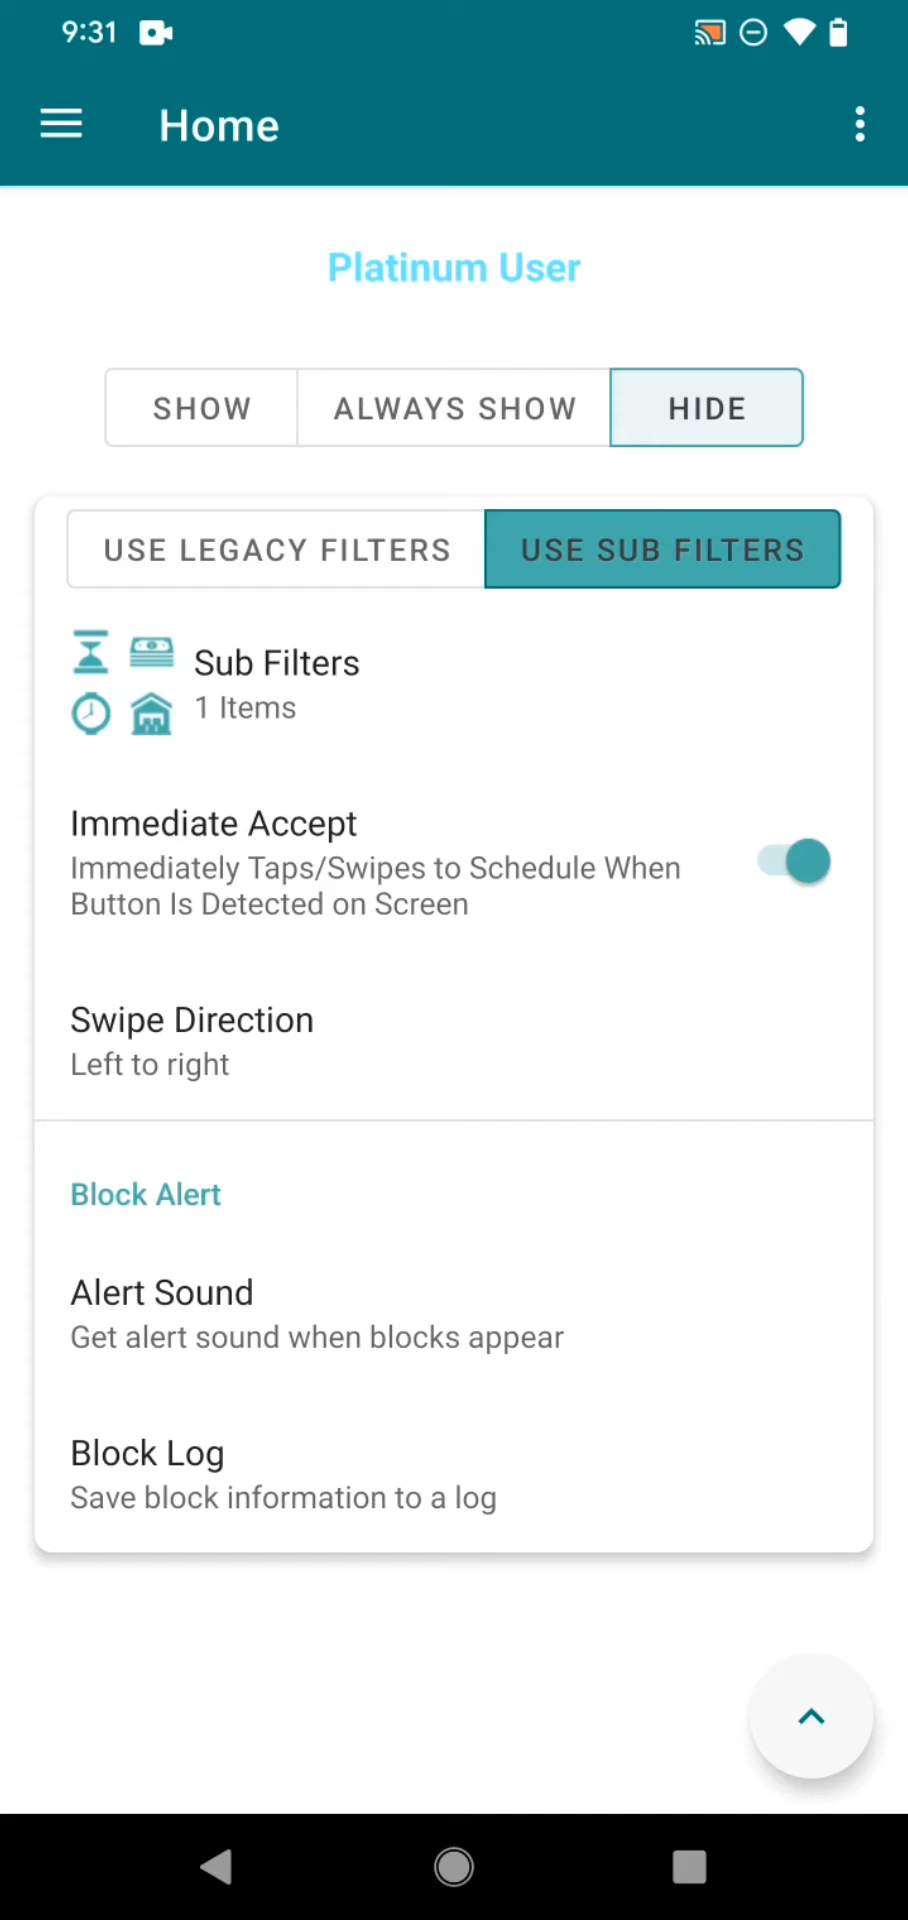 9:31
Home
Platinum User
SHOW
ALWAYS SHOW
HIDE
USE LEGACY FILTERS
USE SUB FILTERS
Sub Filters
1 Items
Immediate Accept
Immediately Taps/Swipes to Schedule When
Button Is Detected on Screen
Swipe Direction
Left to right
Block Alert
Alert Sound
Get alert sound when blocks appear
Block Log
Save block information to a log